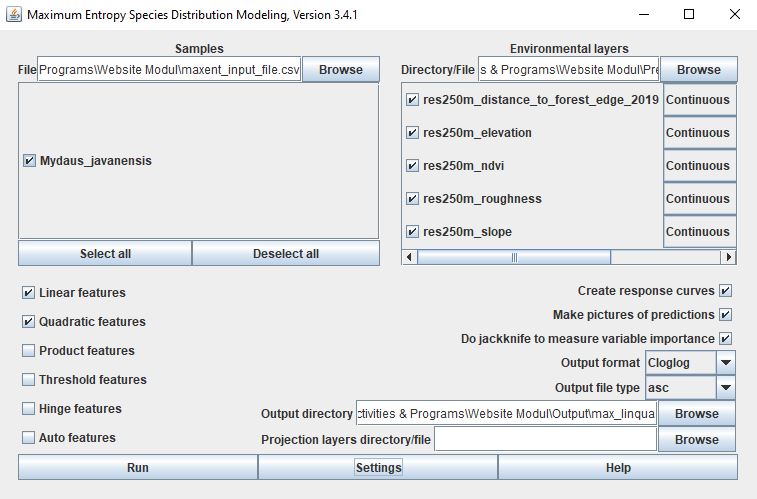 Maximum Entropy Species Distribution Modeling, Version 3.4.1
Samples
File Programs\Website Modul\maxent_input_file.csv Browse
Mydaus_javanensis
Select all Deselect all
Environmental layers
Directory/File s & Programs\Website Modul\Pre Browse
res250m_distance_to_forest_edge_2019 Continuous
res250m_elevation Continuous
res250m_ndvi Continuous
res250m_roughness Continuous
res250m_slope Continuous
Linear features
Quadratic features
Product features
Threshold features
Hinge features
Auto features
Create response curves
Make pictures of predictions
Do jackknife to measure variable importance
Output format Cloglog
Output file type asc
Output directory ctivities & Programs\Website Modul\Output\max_linqua Browse
Projection layers directory/file Browse
Run Settings Help